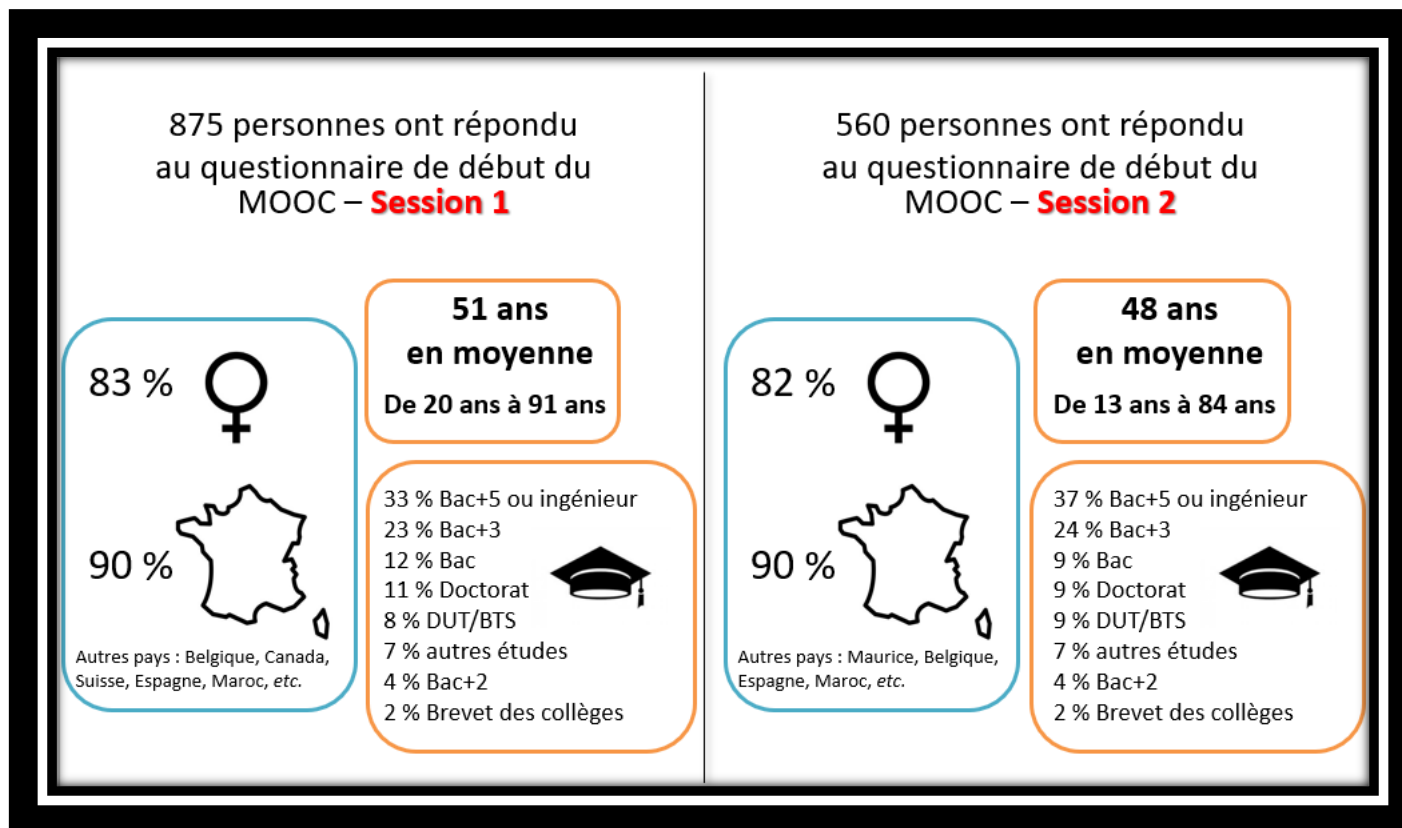 875 personnes ont répondu
au questionnaire de début du
MOOC – Session 1
83 %
90 %
Autres pays : Belgique, Canada,
Suisse, Espagne, Maroc, etc.
51 ans
en moyenne
De 20 ans à 91 ans
33 % Bac+5 ou ingénieur
23 % Bac+3
12 % Bac
11 % Doctorat
8 % DUT/BTS
7 % autres études
4 % Bac+2
2 % Brevet des collèges
560 personnes ont répondu
au questionnaire de début du
MOOC – Session 2
82 %
90 %
Autres pays : Maurice, Belgique,
Espagne, Maroc, etc.
48 ans
en moyenne
De 13 ans à 84 ans
37 % Bac+5 ou ingénieur
24 % Bac+3
9 % Bac
9 % Doctorat
9 % DUT/BTS
7 % autres études
4 % Bac+2
2 % Brevet des collèges